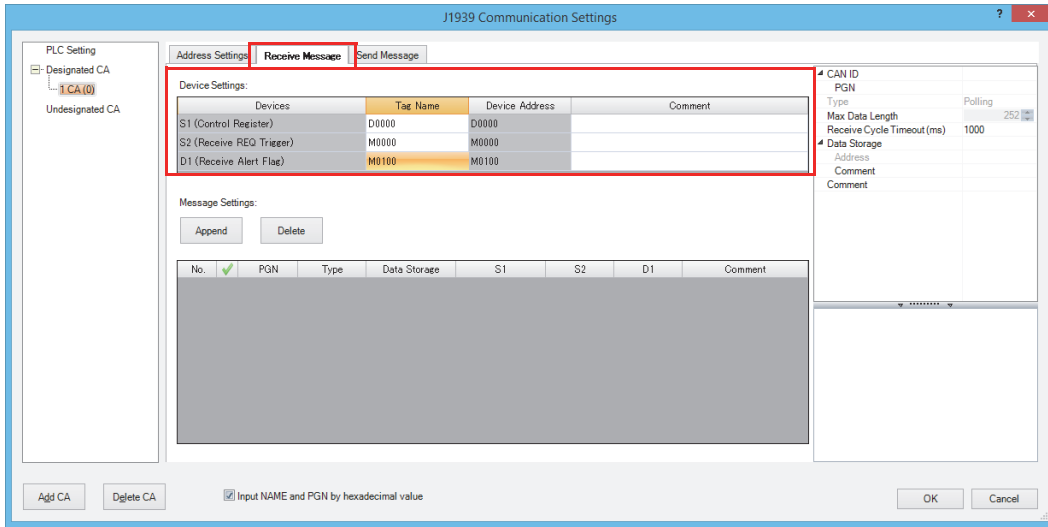 J1939 Communication Settings
PLC Setting
Designated CA
1 CA (0)
Undesignated CA
Address Settings Receive Message Send Message
Device Settings:
Devices Tag Name Device Address Comment
S1 (Control Register) D0000 D0000
S2 (Receive REQ Trigger) M0000 M0000
D1 (Receive Alert Flag) M0100 M0100
Message Settings:
Append Delete
No. PGN Type Data Storage S1 S2 D1 Comment
CAN ID
PGN
Type Polling
Max Data Length 252
Receive Cycle Timeout (ms) 1000
Data Storage
Address
Comment
Comment
Add CA Delete CA
Input NAME and PGN by hexadecimal value
OK Cancel